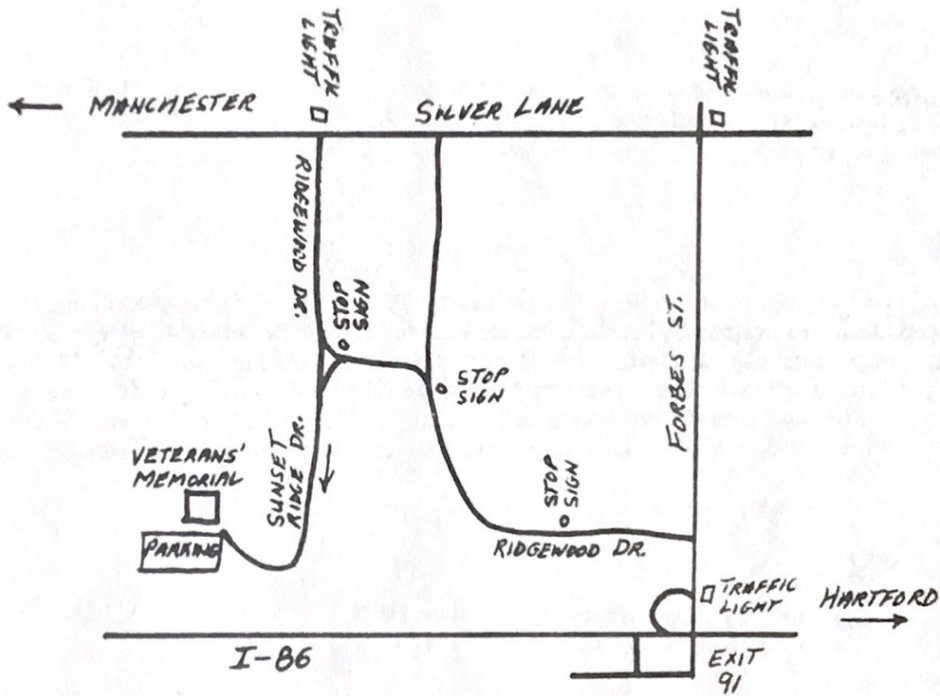 TRAFFIC
LIGHT
TRAFFIC
LIGHT
MANCHESTER
SILVER LANE
RIDGEWOOD DR.
STOP
SIGN
STOP
SIGN
FORBES ST.
SUNSET
RIDGE DR.
VETERANS'
MEMORIAL
PARKING
STOP
SIGN
RIDGEWOOD DR.
TRAFFIC
LIGHT
HARTFORD
I-86
EXIT
91